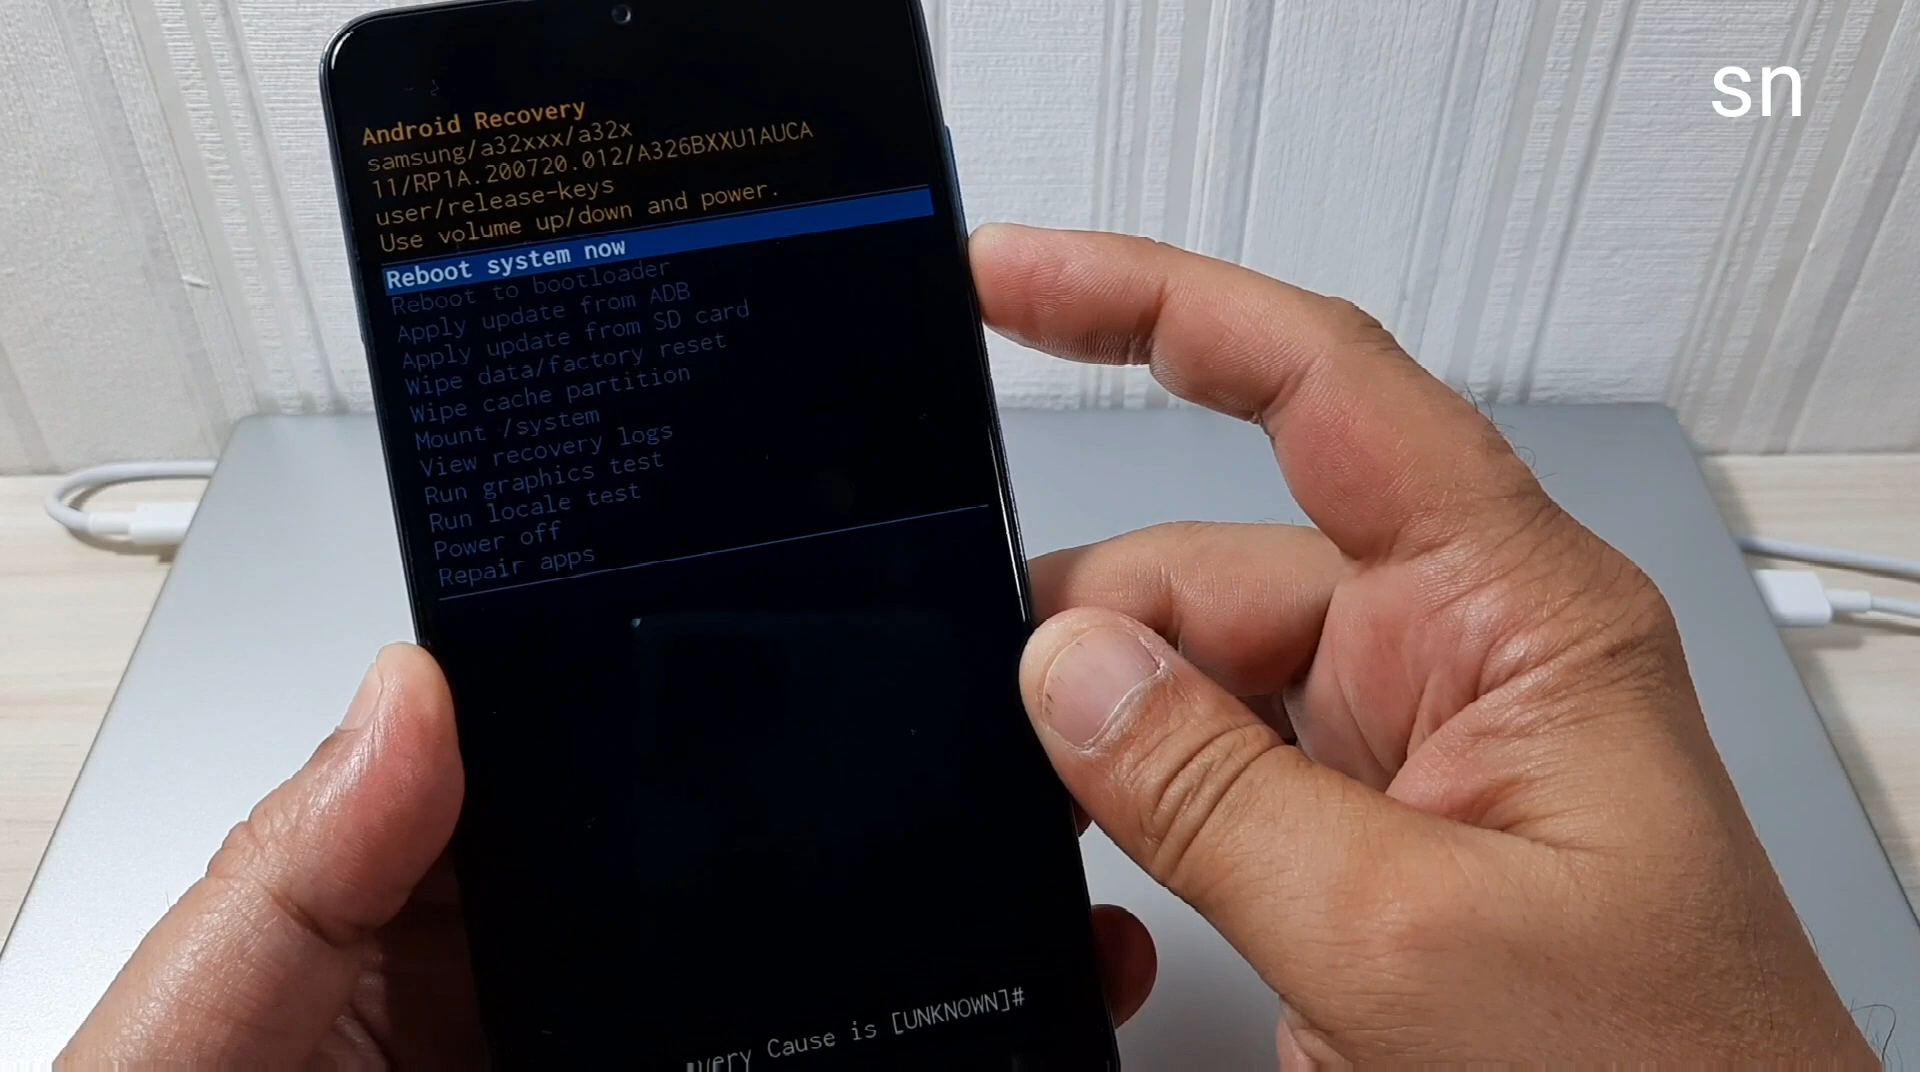 sn
Android Recovery
samsung/a32xxx/a32x
11/RP1A.200720.012/A326BXXU1AUCA
user/release-keys
Use volume up/down and power.
Reboot system now
Reboot to bootloader
Apply update from ADB
Apply update from SD card
Wipe data/factory reset
Wipe cache partition
Mount /system
View recovery logs
Run graphics test
Run locale test
Power off
Repair apps
Cause is [UNKNOWN]#